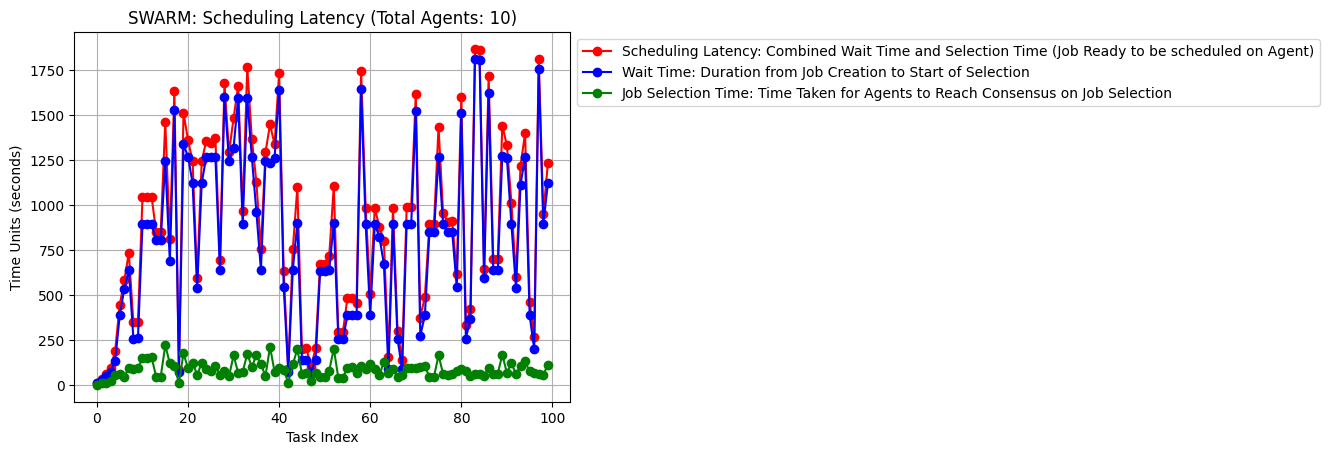 SWARM: Scheduling Latency (Total Agents: 10)
Scheduling Latency: Combined Wait Time and Selection Time (Job Ready to be scheduled on Agent)
Wait Time: Duration from Job Creation to Start of Selection
Job Selection Time: Time Taken for Agents to Reach Consensus on Job Selection
Time Units (seconds)
1750
1500
1250
1000
750
500
250
0
0 20 40 60 80 100
Task Index